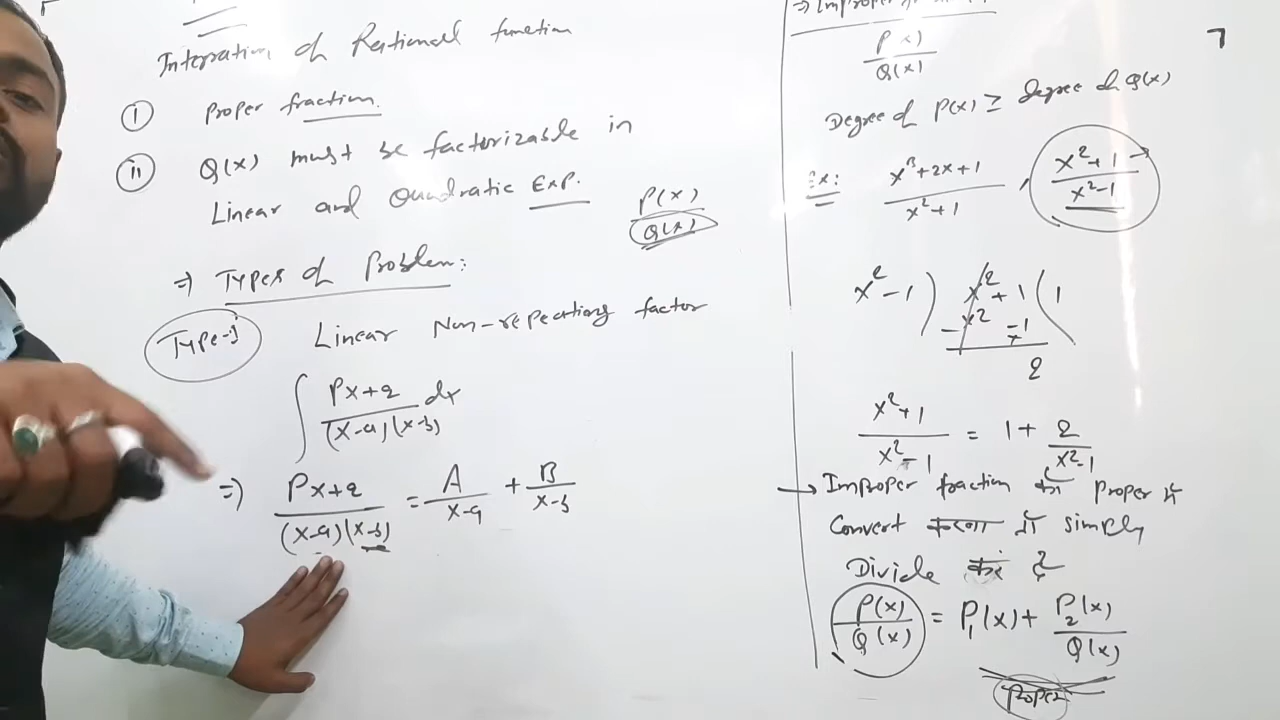 Integration of Rational function
(i) Proper fraction.
(ii) Q(x) must be factorizable in
Linear and Quadratic Exp.
P(x)
Q(x)
⇒ Types of Problem:
Type-1 Linear Non-repeating factor
∫ Px+q / (x-a)(x-b) dx
⇒ Px+q / (x-a)(x-b) = A / x-a + B / x-b
⇒ Improper
P(x)
Q(x)
Degree of P(x) ≥ degree of Q(x)
Ex: x³+2x+1 / x²+1 , x²+1 / x²-1
x²-1 ) x²+1 ( 1
- x² -1
+
2
x²+1 / x²-1 = 1 + 2 / x²-1
→ Improper fraction को Proper में
Convert करना है simply
Divide करें
P(x) / Q(x) = P₁(x) + P₂(x) / Q(x)
Proper